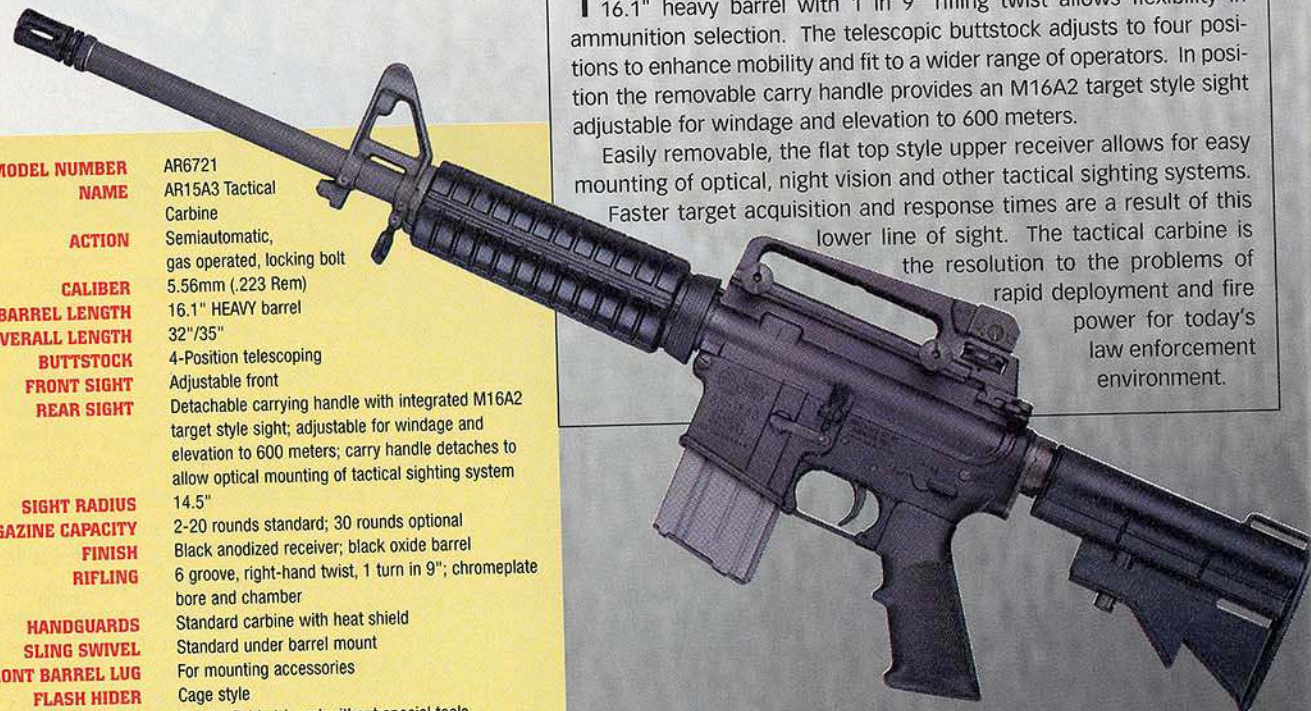 16.1" heavy barrel with 1 in 9" rifling twist allows flexibility in
ammunition selection. The telescopic buttstock adjusts to four posi-
tions to enhance mobility and fit to a wider range of operators. In posi-
tion the removable carry handle provides an M16A2 target style sight
adjustable for windage and elevation to 600 meters.
Easily removable, the flat top style upper receiver allows for easy
mounting of optical, night vision and other tactical sighting systems.
Faster target acquisition and response times are a result of this
lower line of sight. The tactical carbine is
the resolution to the problems of
rapid deployment and fire
power for today's
law enforcement
environment.
MODEL NUMBER AR6721
NAME AR15A3 Tactical
Carbine
ACTION Semiautomatic,
gas operated, locking bolt
CALIBER 5.56mm (.223 Rem)
BARREL LENGTH 16.1" HEAVY barrel
VERALL LENGTH 32"/35"
BUTTSTOCK 4-Position telescoping
FRONT SIGHT Adjustable front
REAR SIGHT Detachable carrying handle with integrated M16A2
target style sight; adjustable for windage and
elevation to 600 meters; carry handle detaches to
allow optical mounting of tactical sighting system
SIGHT RADIUS 14.5"
GAZINE CAPACITY 2-20 rounds standard; 30 rounds optional
FINISH Black anodized receiver; black oxide barrel
RIFLING 6 groove, right-hand twist, 1 turn in 9"; chromeplate
bore and chamber
HANDGUARDS Standard carbine with heat shield
SLING SWIVEL Standard under barrel mount
ONT BARREL LUG For mounting accessories
FLASH HIDER Cage style
without special tools